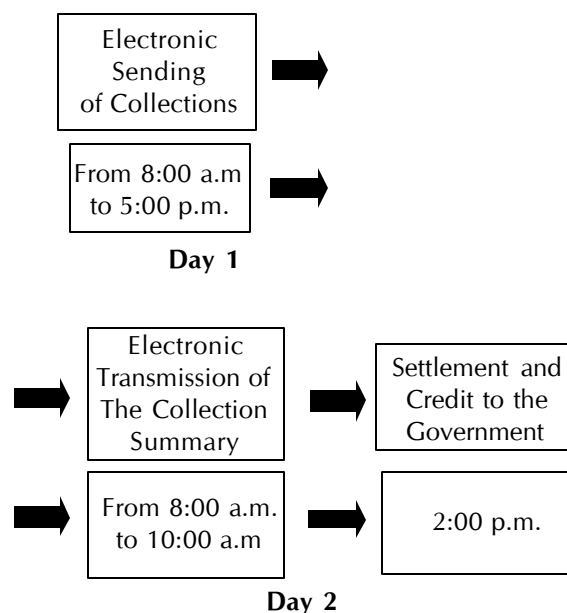 Electronic
Sending
of Collections
From 8:00 a.m
to 5:00 p.m.
Day 1
Electronic
Transmission of
The Collection
Summary
Settlement and
Credit to the
Government
From 8:00 a.m.
to 10:00 a.m
2:00 p.m.
Day 2